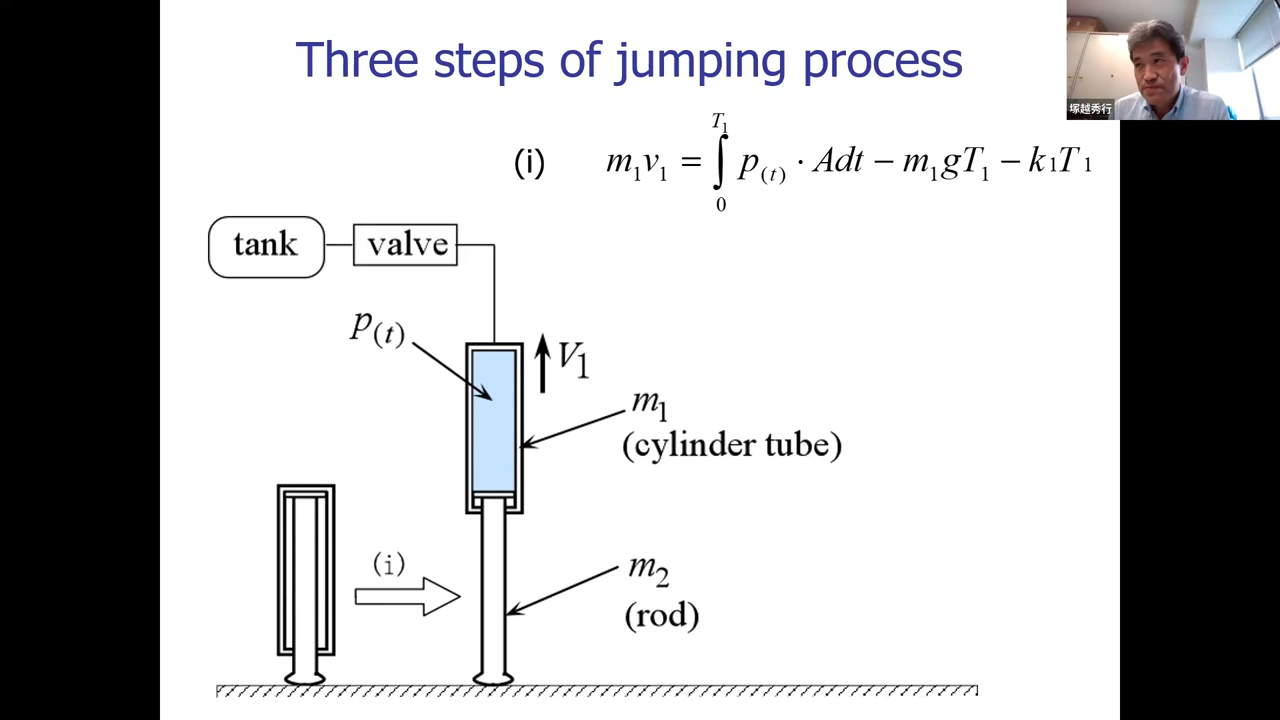 Three steps of jumping process
塚越秀行
(i) m₁v₁ = ∫₀^T₁ p₍t₎ · Adt − m₁gT₁ − k₁T₁
tank
valve
p(t)
V₁
m₁
(cylinder tube)
(i)
m₂
(rod)